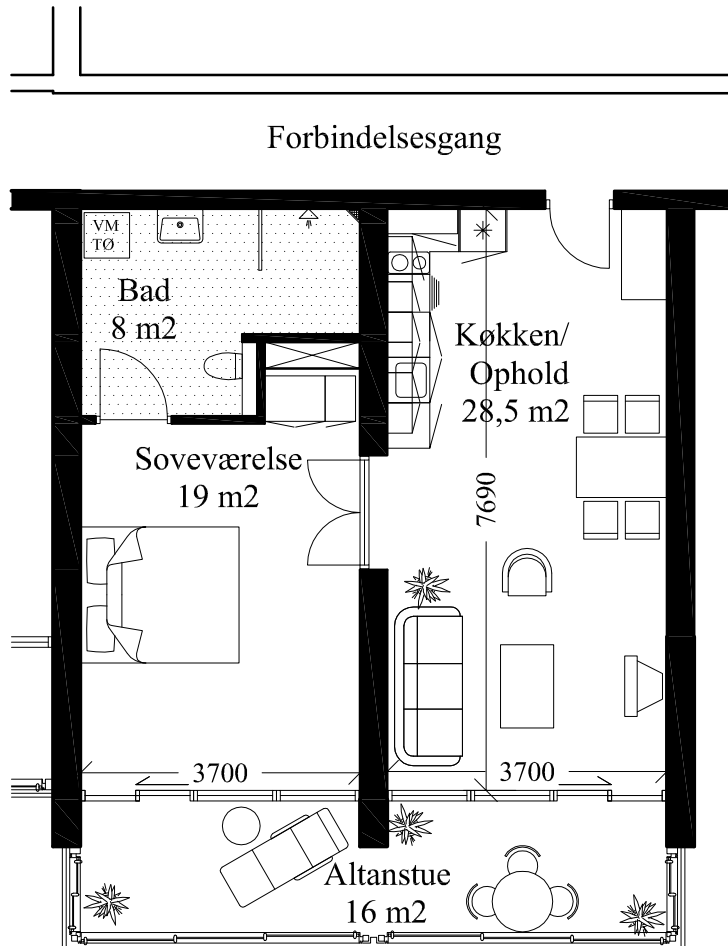 Forbindelsesgang
VM
TØ
Bad
8 m2
Køkken/
Ophold
28,5 m2
Soveværelse
19 m2
7690
3700
3700
Altanstue
16 m2